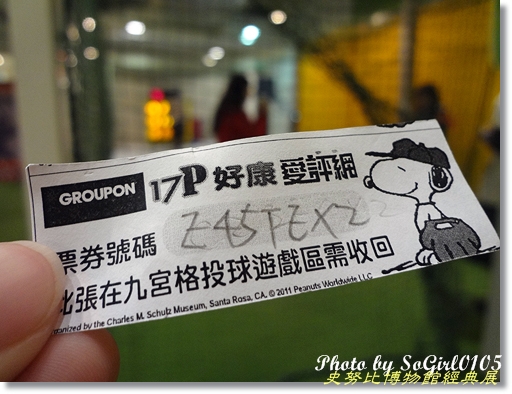 GROUPON 17P 好康 愛評網
票券號碼 E45TEXZ2
此張在九宮格投球遊戲區需收回
ganized by the Charles M. Schulz Museum, Santa Rosa, CA. © 2011 Peanuts Worldwide LLC
Photo by SoGirl0105
史努比博物館經典展